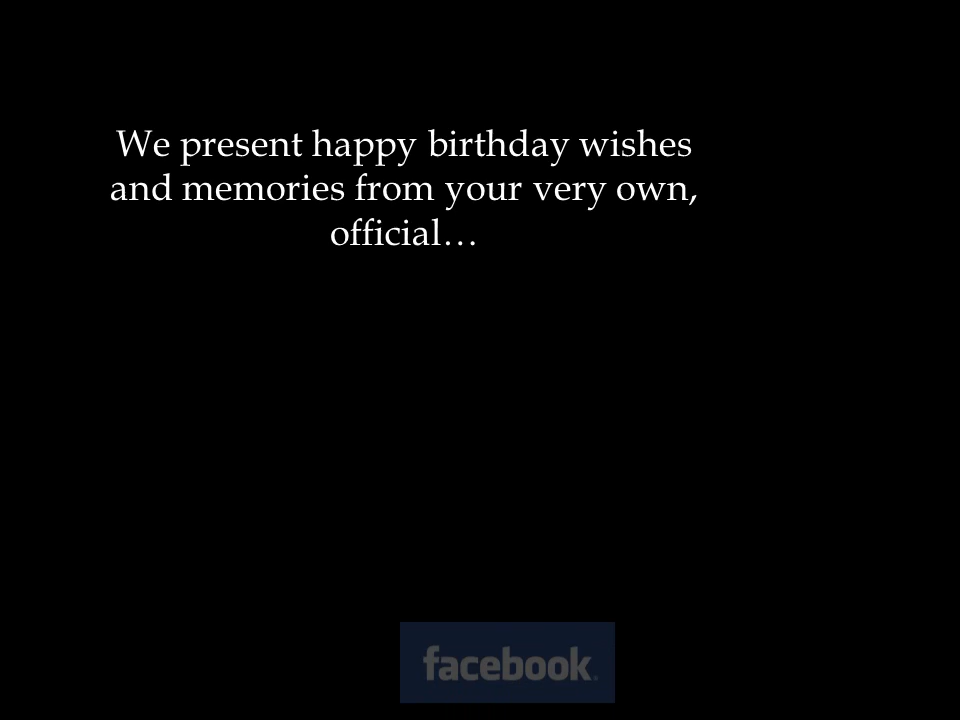 We present happy birthday wishes
and memories from your very own,
official…
facebook.